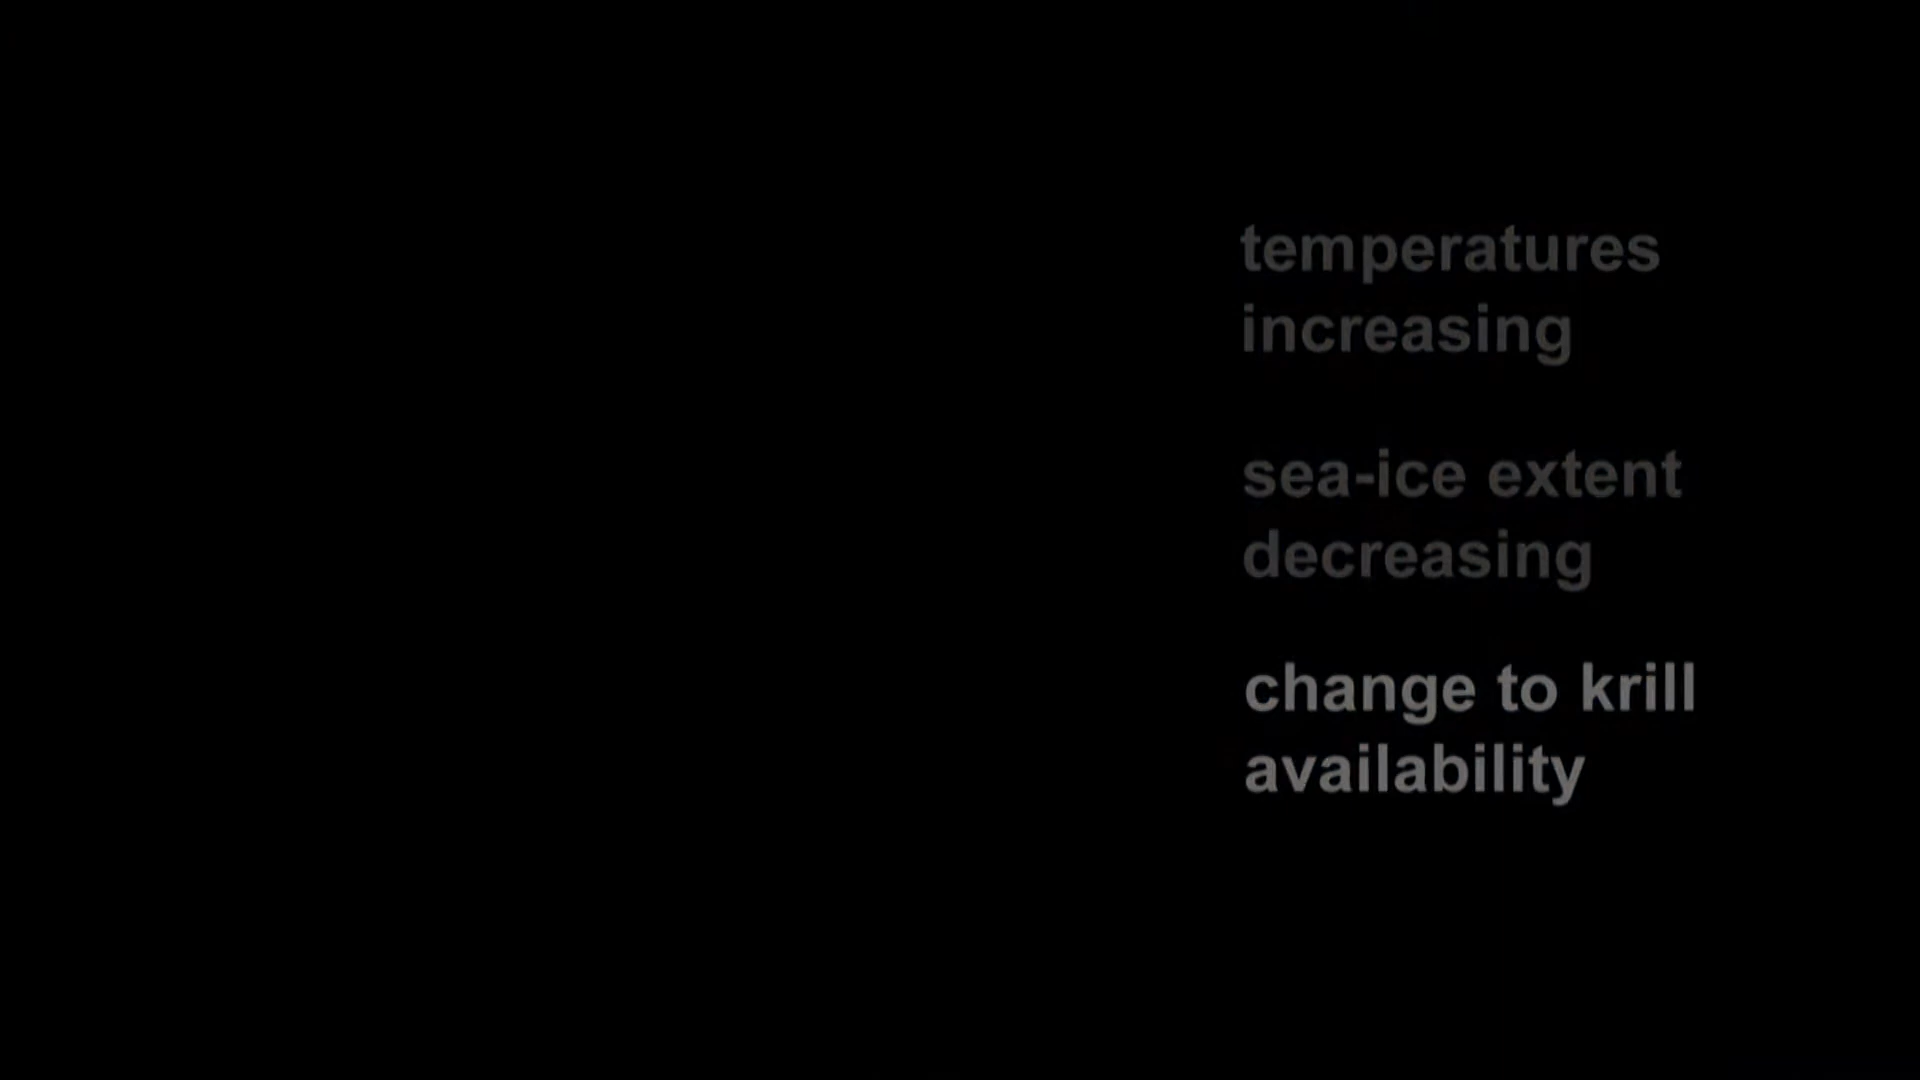 temperatures
increasing
sea-ice extent
decreasing
change to krill
availability